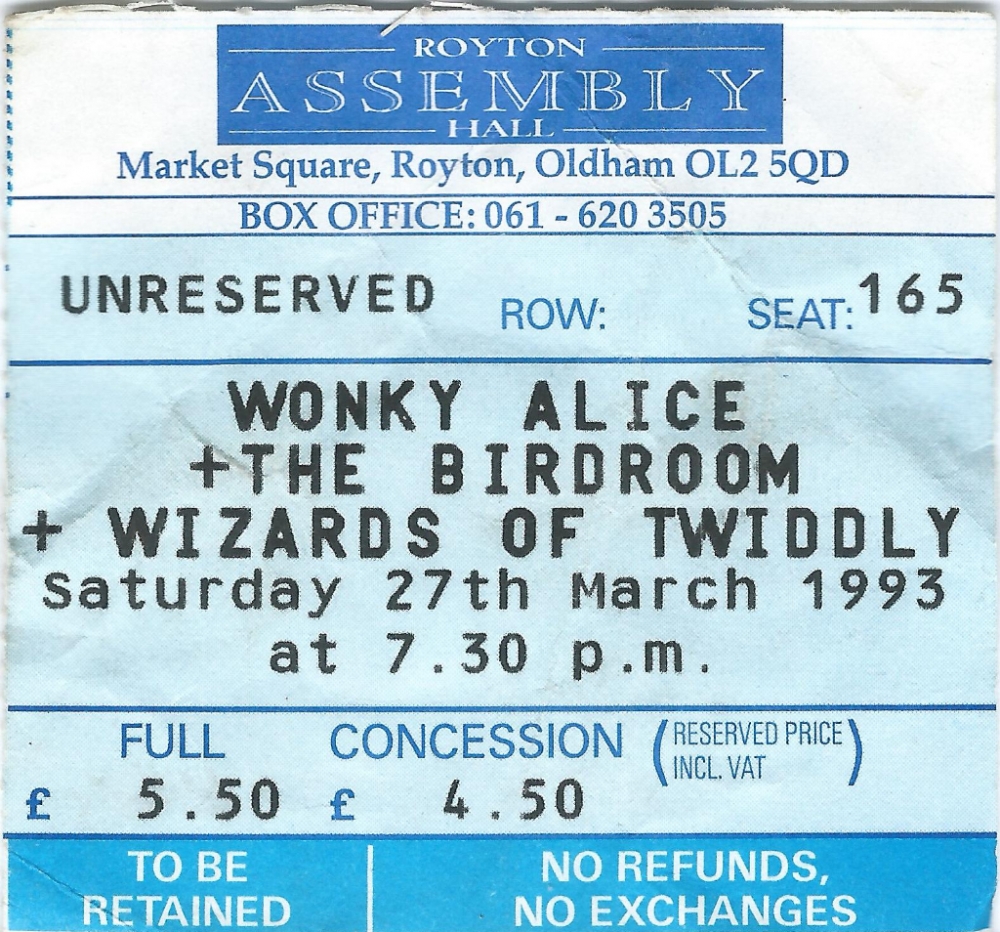 ROYTON
ASSEMBLY
HALL
Market Square, Royton, Oldham OL2 5QD
BOX OFFICE: 061 - 620 3505
UNRESERVED ROW: SEAT: 165
WONKY ALICE
+THE BIRDROOM
+ WIZARDS OF TWIDDLY
Saturday 27th March 1993
at 7.30 p.m.
FULL CONCESSION (RESERVED PRICE
INCL. VAT)
£ 5.50 £ 4.50
TO BE NO REFUNDS,
RETAINED NO EXCHANGES